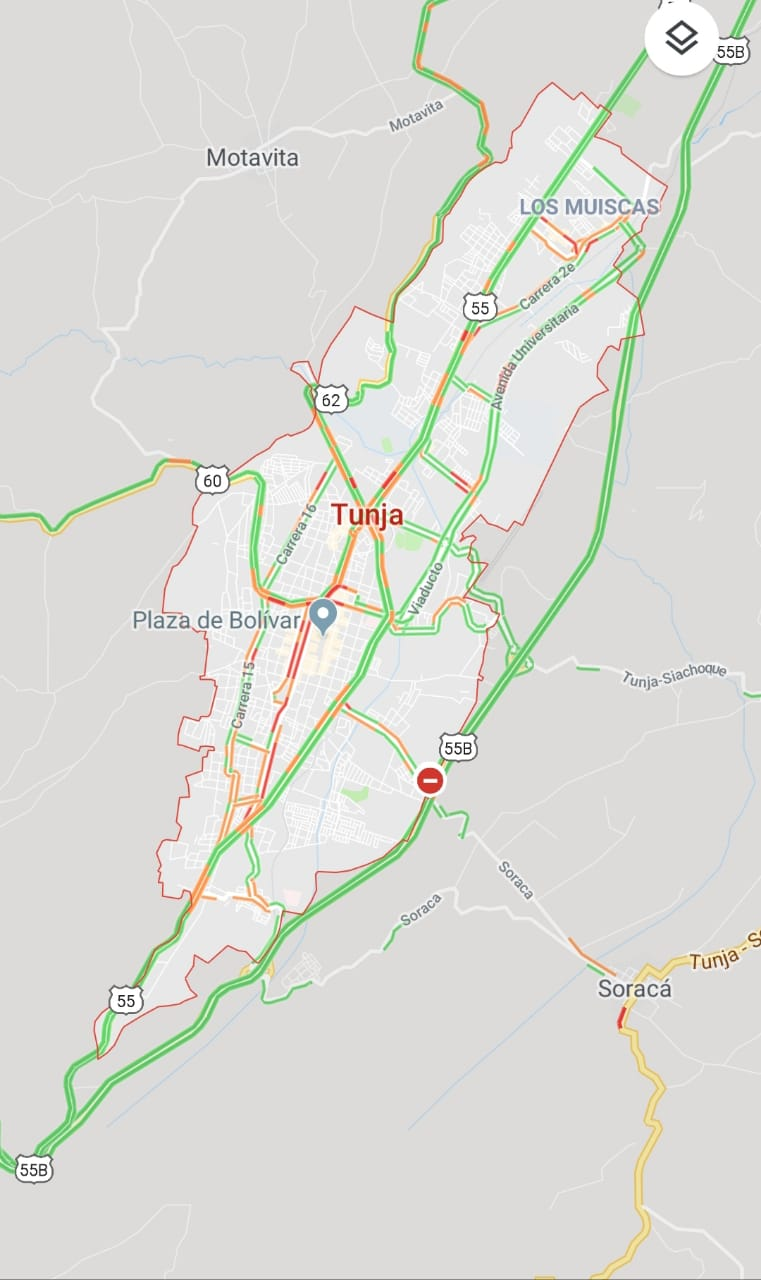 55B
Motavita
Motavita
LOS MUISCAS
Carrera 2e
55
Avenida Universitaria
62
60
Tunja
Carrera 16
Viaducto
Plaza de Bolívar
Carrera 15
Tunja-Siachoque
55B
Soraca
Soraca
Tunja - S
Soracá
55
55B